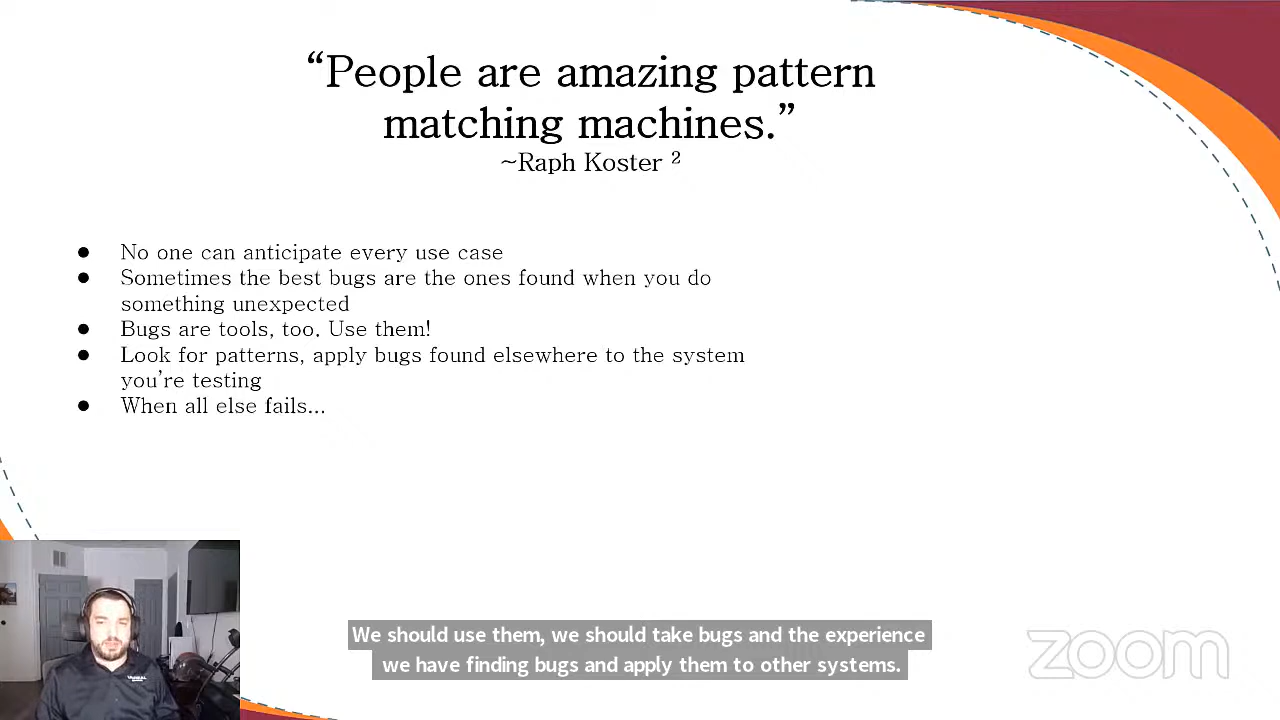 “People are amazing pattern
matching machines.”
~Raph Koster ²
● No one can anticipate every use case
● Sometimes the best bugs are the ones found when you do
something unexpected
● Bugs are tools, too. Use them!
● Look for patterns, apply bugs found elsewhere to the system
you’re testing
● When all else fails...
We should use them, we should take bugs and the experience
we have finding bugs and apply them to other systems.
zoom